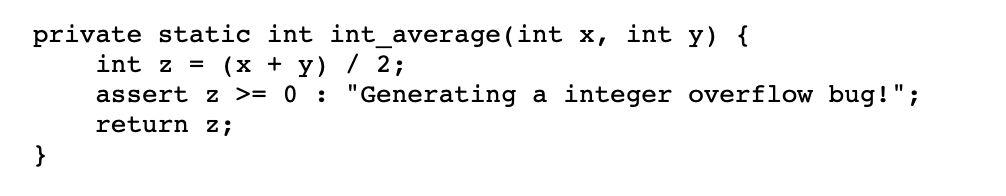 private static int int_average(int x, int y) {
    int z = (x + y) / 2;
    assert z >= 0 : "Generating a integer overflow bug!";
    return z;
}